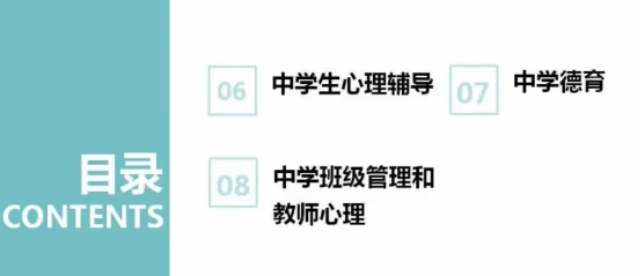 目录
CONTENTS
06 中学生心理辅导
07 中学德育
08 中学班级管理和
教师心理